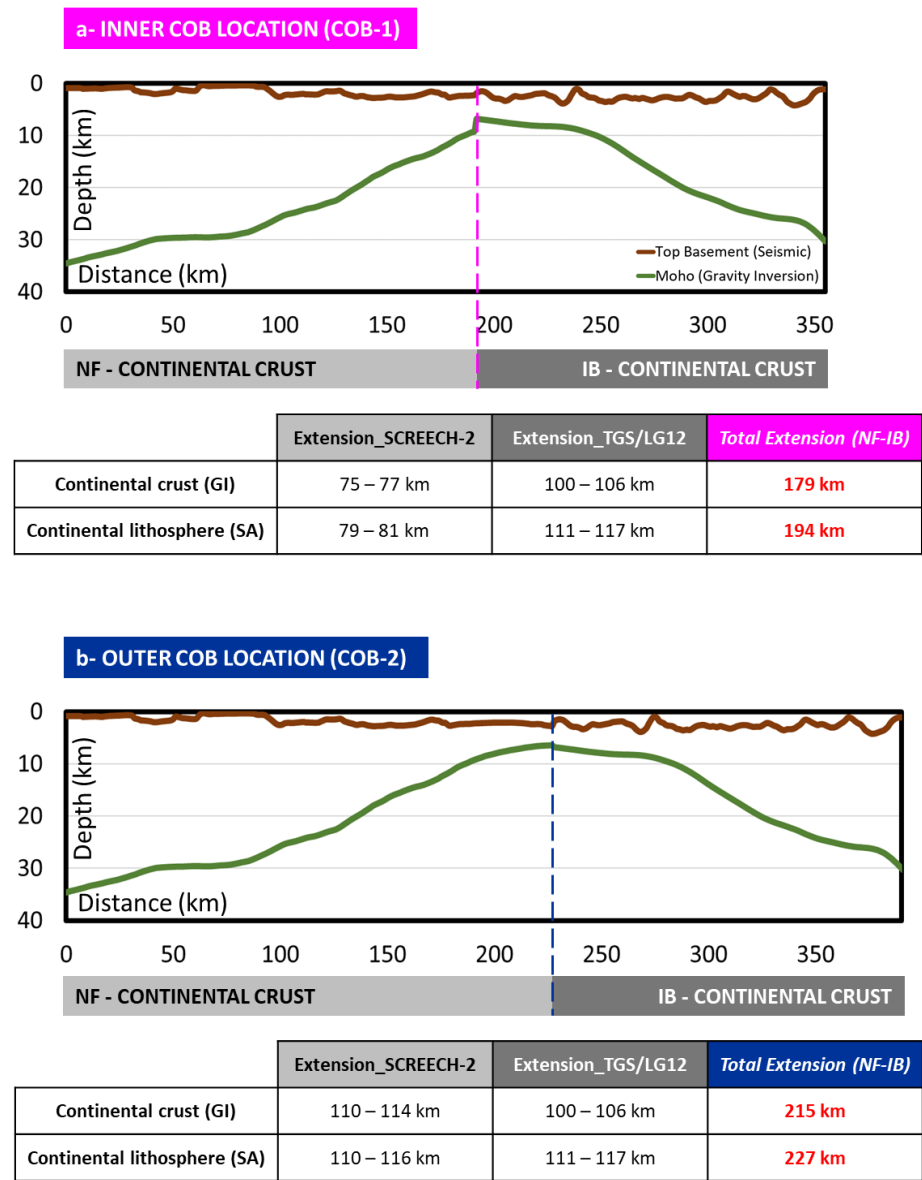 a- INNER COB LOCATION (COB-1)
0
10
20
30
40
Depth (km)
Distance (km)
Top Basement (Seismic)
Moho (Gravity Inversion)
0 50 100 150 200 250 300 350
NF - CONTINENTAL CRUST IB - CONTINENTAL CRUST
Extension_SCREECH-2 Extension_TGS/LG12 Total Extension (NF-IB)
Continental crust (GI) 75 – 77 km 100 – 106 km 179 km
Continental lithosphere (SA) 79 – 81 km 111 – 117 km 194 km
b- OUTER COB LOCATION (COB-2)
0
10
20
30
40
Depth (km)
Distance (km)
0 50 100 150 200 250 300 350
NF - CONTINENTAL CRUST IB - CONTINENTAL CRUST
Extension_SCREECH-2 Extension_TGS/LG12 Total Extension (NF-IB)
Continental crust (GI) 110 – 114 km 100 – 106 km 215 km
Continental lithosphere (SA) 110 – 116 km 111 – 117 km 227 km